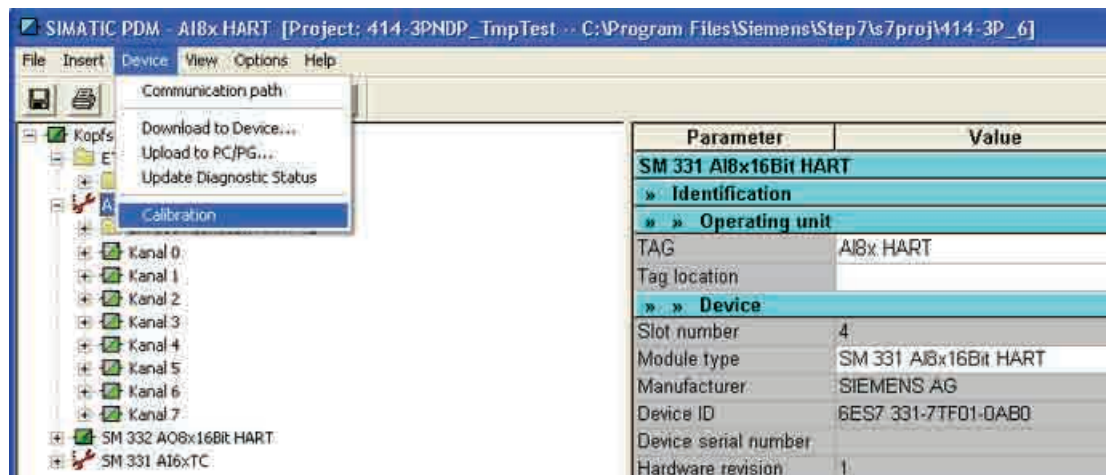 SIMATIC PDM - AI8x HART [Project: 414-3PNDP_TmpTest -- C:\Program Files\Siemens\Step7\s7proj\414-3P_6]
File Insert Device View Options Help
Communication path
Download to Device...
Upload to PC/PG...
Update Diagnostic Status
Calibration
Kopfs
E
A
Kanal 0
Kanal 1
Kanal 2
Kanal 3
Kanal 4
Kanal 5
Kanal 6
Kanal 7
SM 332 AO8x16Bit HART
SM 331 AI6xTC
Parameter Value
SM 331 AI8x16Bit HART
» Identification
» » Operating unit
TAG AI8x HART
Tag location
» » Device
Slot number 4
Module type SM 331 AI8x16Bit HART
Manufacturer SIEMENS AG
Device ID 6ES7 331-7TF01-0AB0
Device serial number
Hardware revision 1